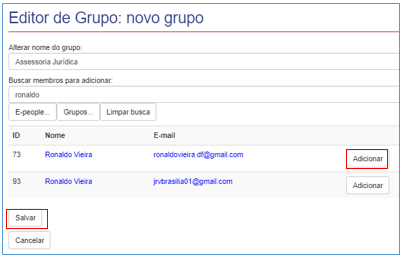 Editor de Grupo: novo grupo
Alterar nome do grupo:
Assessoria Jurídica
Buscar membros para adicionar:
ronaldo
E-people... Grupos... Limpar busca
ID Nome E-mail
73 Ronaldo Vieira ronaldovieira.df@gmail.com Adicionar
93 Ronaldo Vieira jrvbrasilia01@gmail.com Adicionar
Salvar
Cancelar